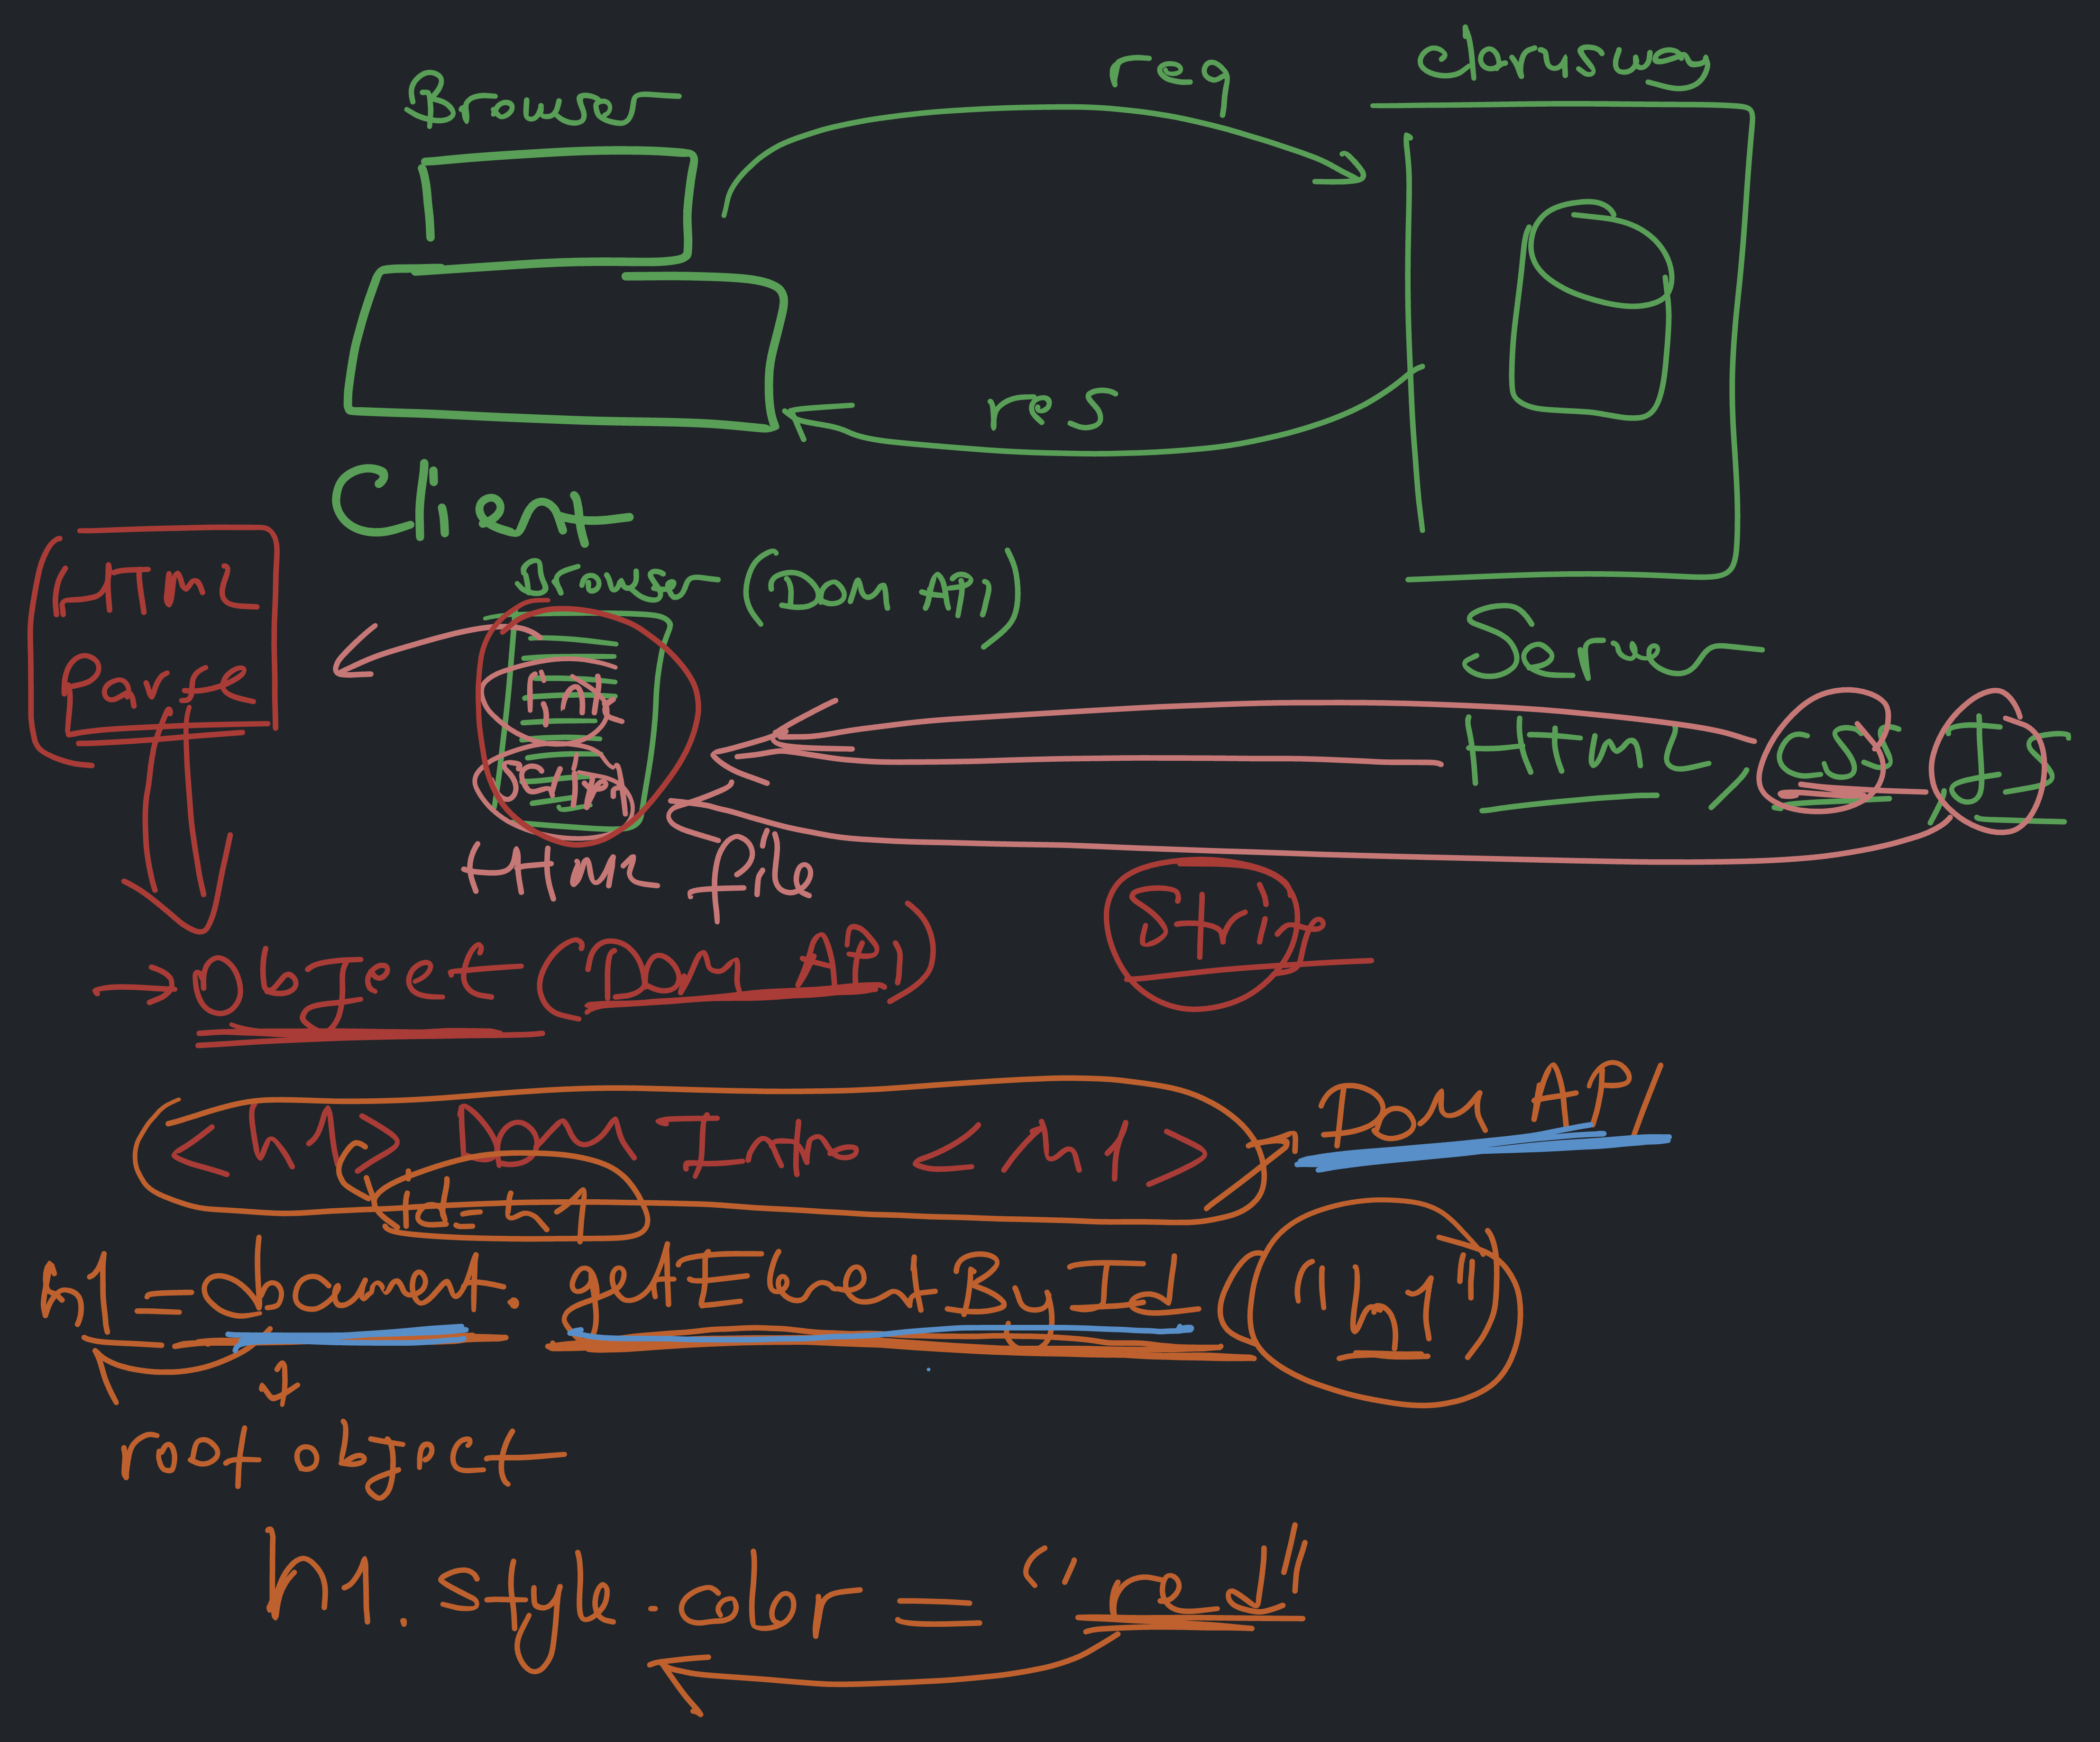 Browser
req
clarusway
res
Client
Browser (Dom API)
Server
HTML
Parse
link
script
HTML, CSS, JS
HTML file
String
⇒ Object (Dom API)
<h1> Dom Intro <h1>
Dom API
id=h1
h1 = document. getElementById ("h1")
root object
h1. style.color = "red"